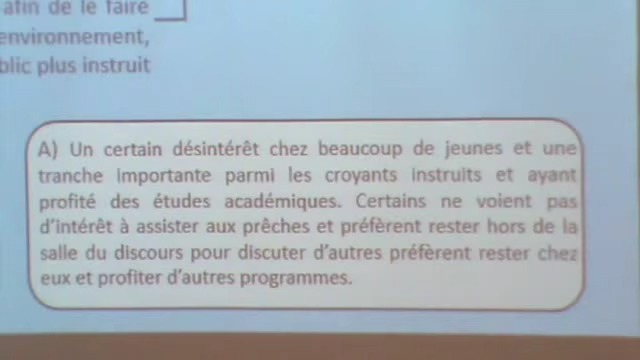 afin de le faire
environnement,
blic plus instruit
A) Un certain désintérêt chez beaucoup de jeunes et une
tranche importante parmi les croyants instruits et ayant
profité des études académiques. Certains ne voient pas
d'intérêt à assister aux prêches et préfèrent rester hors de la
salle du discours pour discuter d'autres préfèrent rester chez
eux et profiter d'autres programmes.